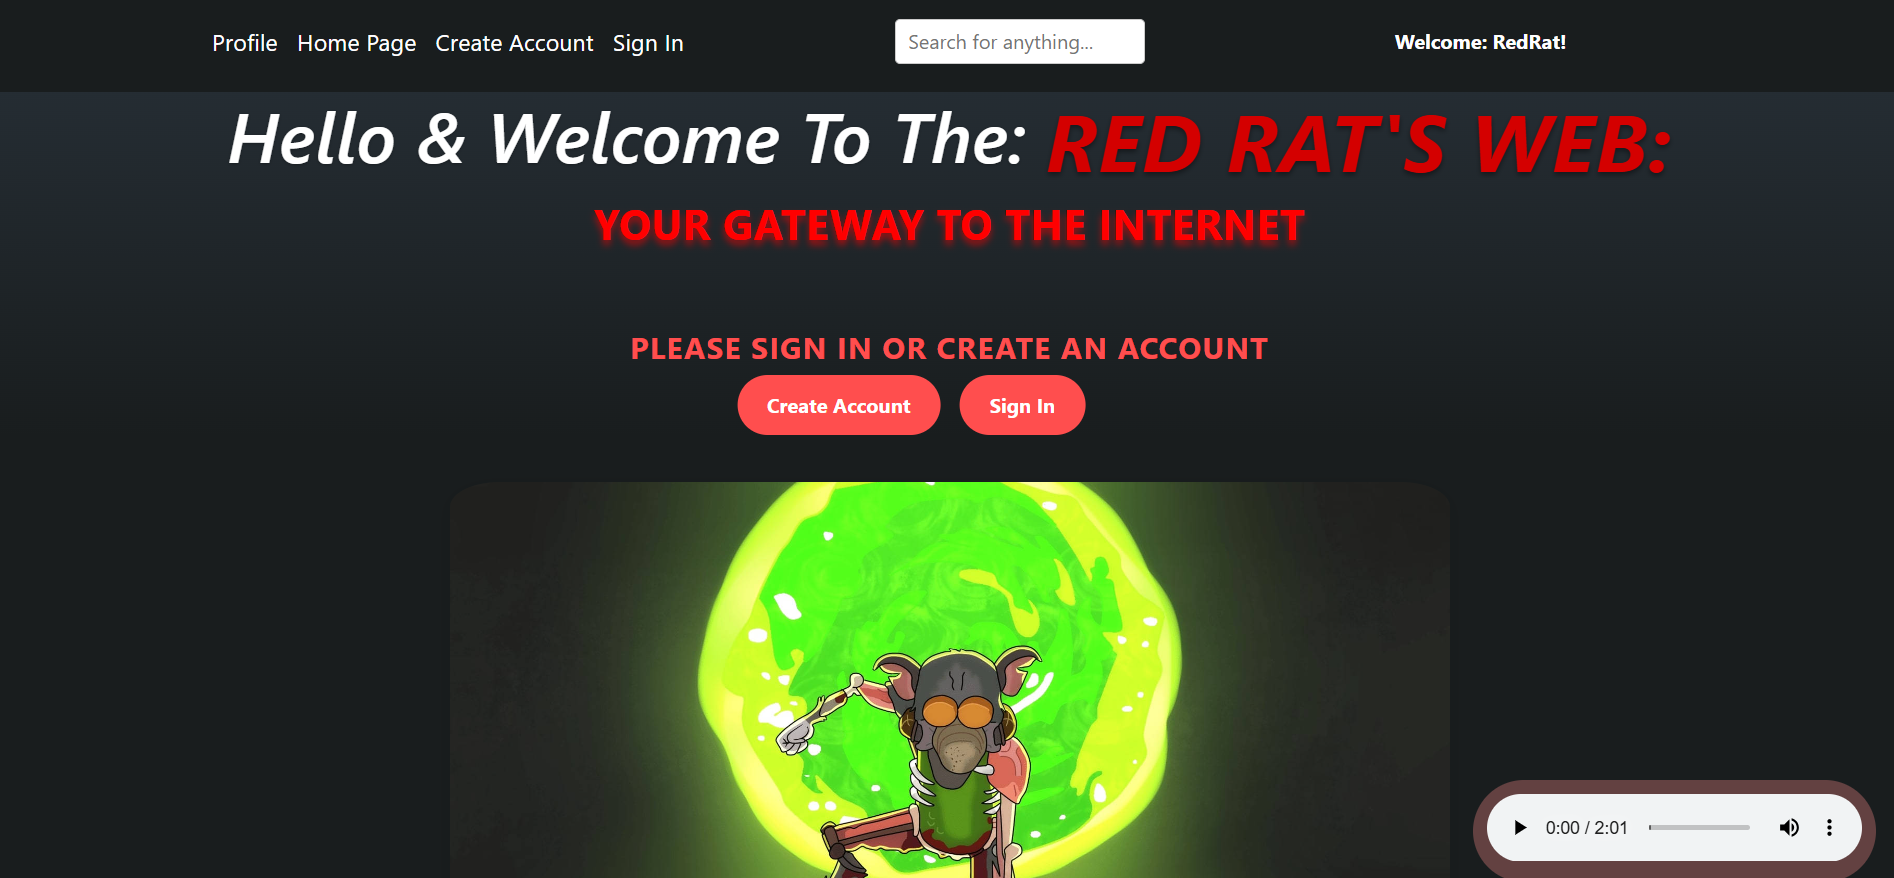 Profile Home Page Create Account Sign In Search for anything... Welcome: RedRat!
Hello & Welcome To The: RED RAT'S WEB:
YOUR GATEWAY TO THE INTERNET
PLEASE SIGN IN OR CREATE AN ACCOUNT
Create Account Sign In
0:00 / 2:01